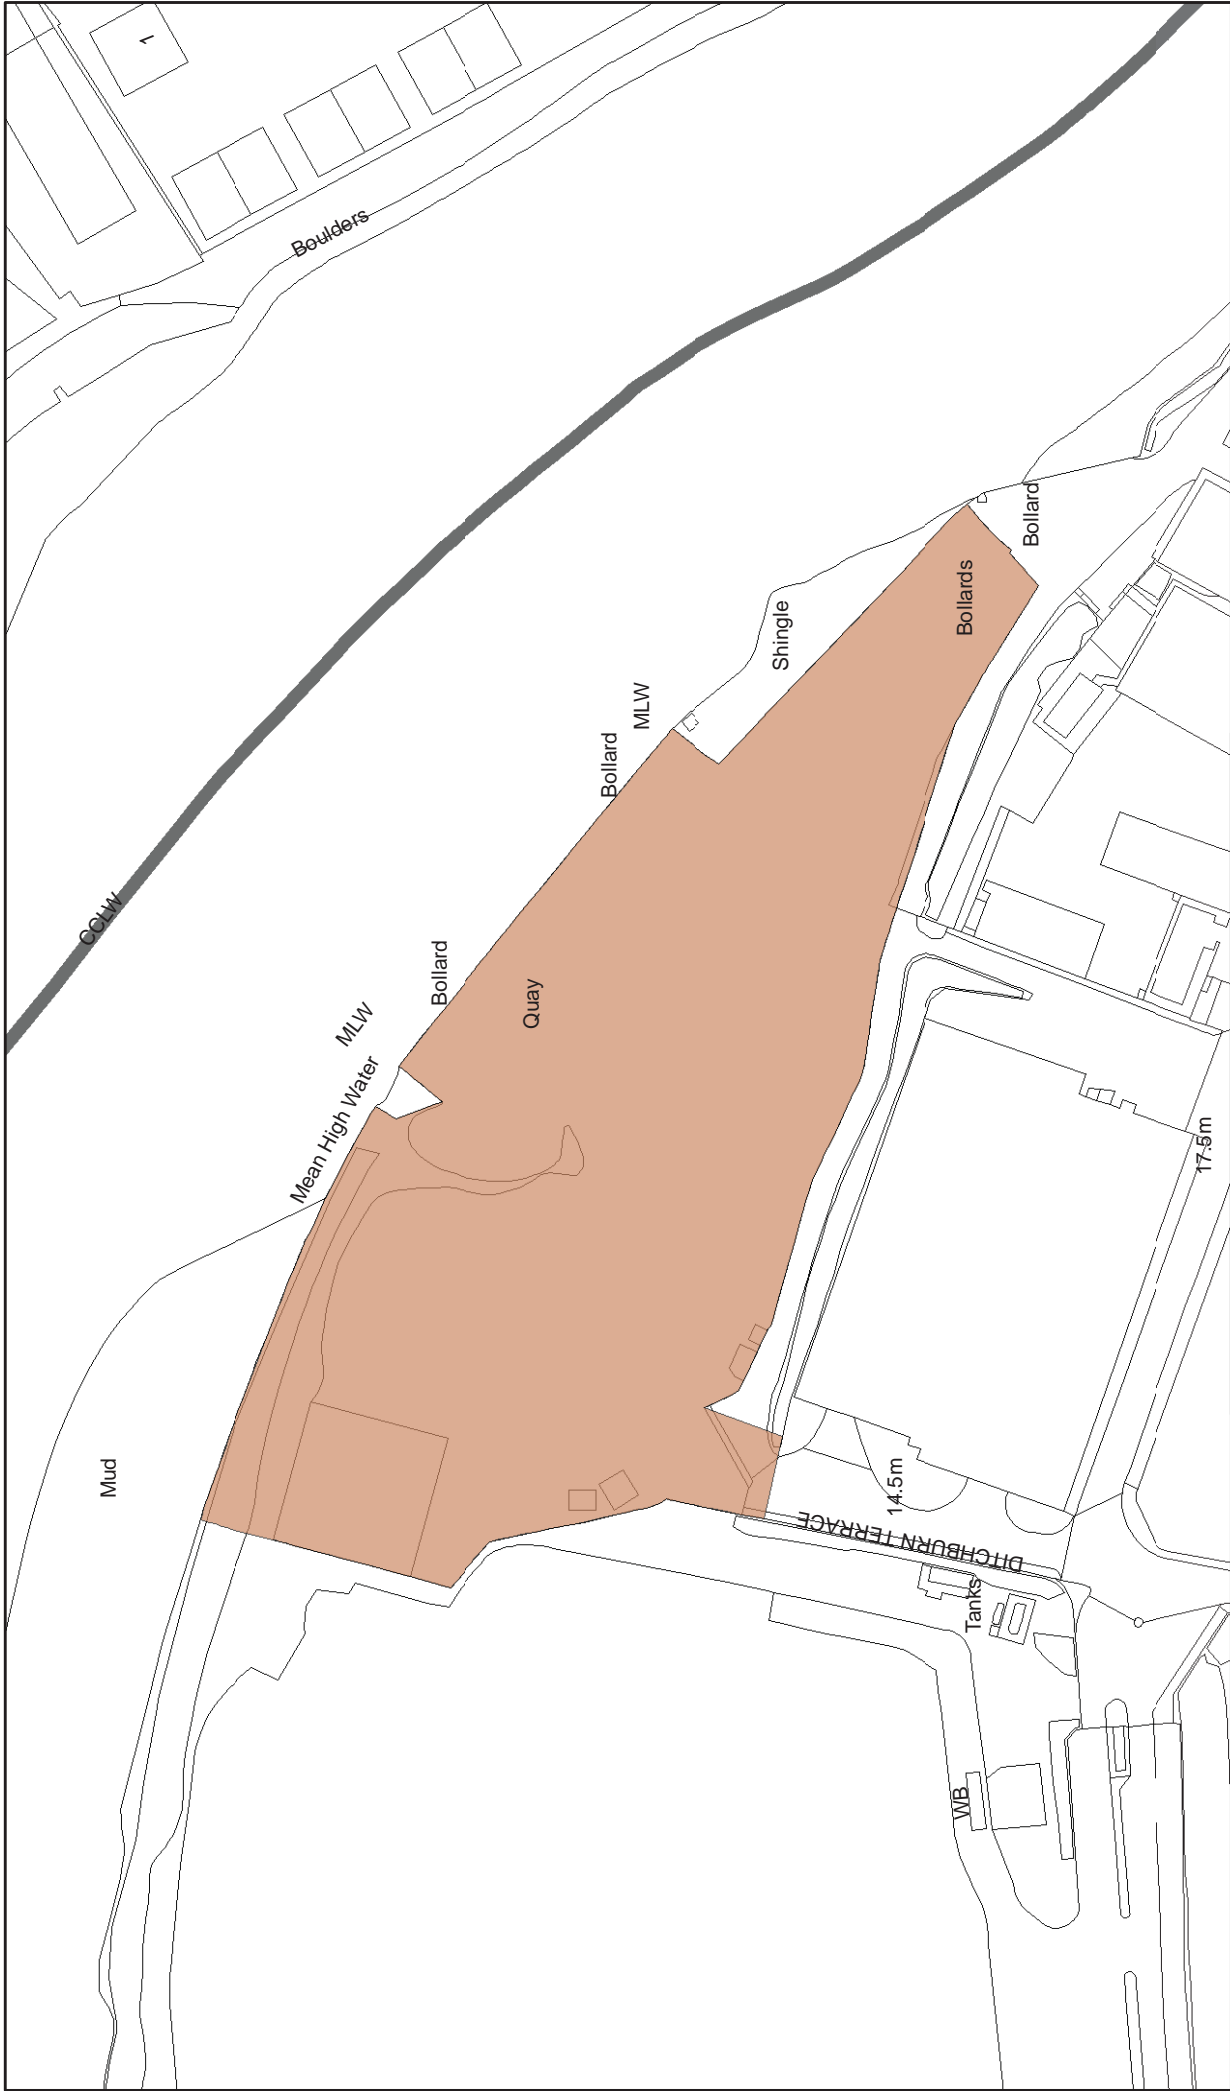 1
Boulders
CCLW
Mud
Mean High Water
MLW
Bollard
Quay
Bollard
MLW
Shingle
Bollards
Bollard
DITCHBURN TERRACE
14.5m
17.5m
Tanks
WB